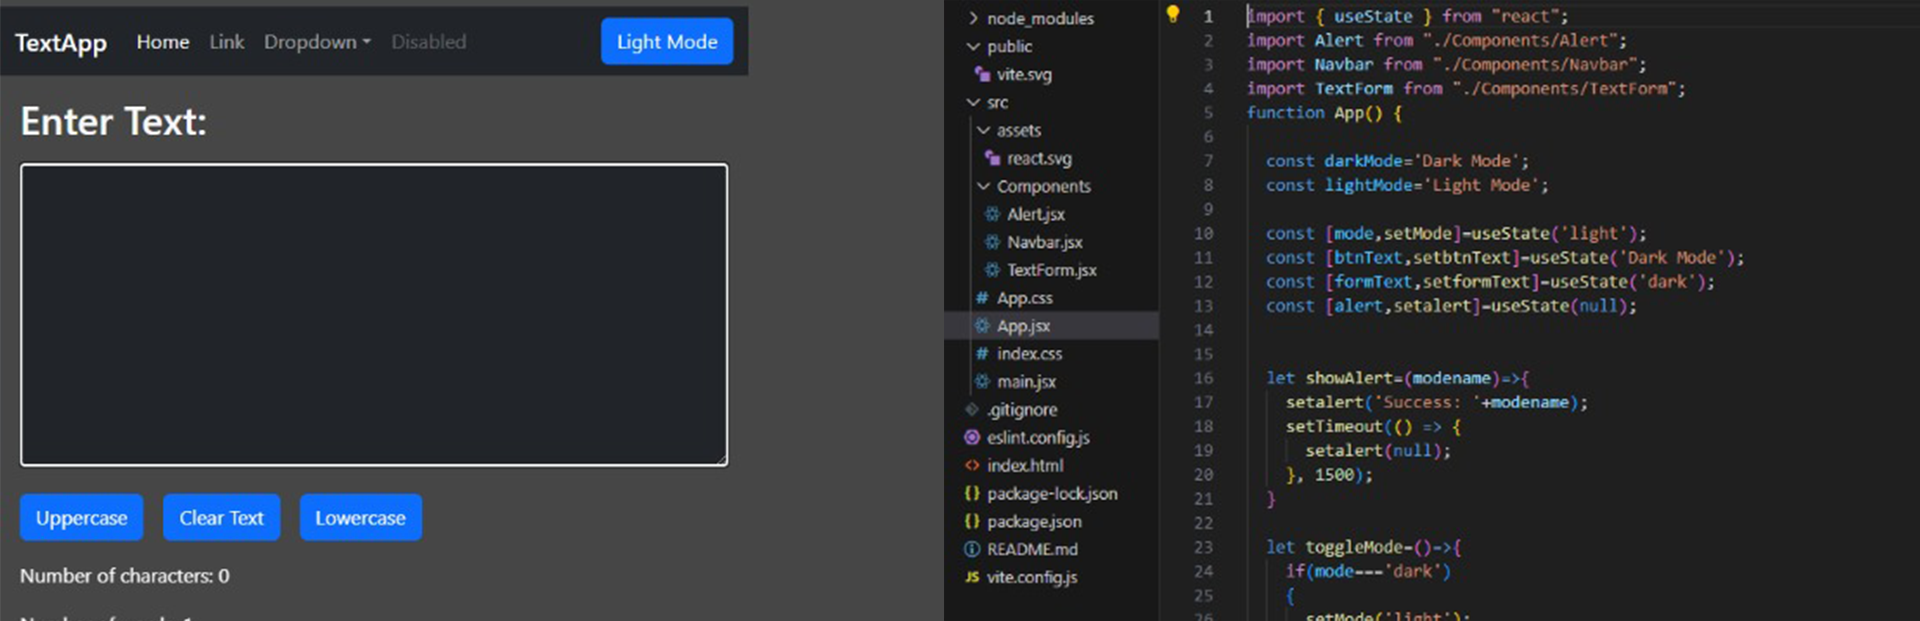 TextApp Home Link Dropdown Disabled Light Mode
Enter Text:
Uppercase Clear Text Lowercase
Number of characters: 0
node_modules
public
vite.svg
src
assets
react.svg
Components
Alert.jsx
Navbar.jsx
TextForm.jsx
# App.css
App.jsx
# index.css
main.jsx
.gitignore
eslint.config.js
<> index.html
{} package-lock.json
{} package.json
README.md
JS vite.config.js
1 import { useState } from "react";
2 import Alert from "./Components/Alert";
3 import Navbar from "./Components/Navbar";
4 import TextForm from "./Components/TextForm";
5 function App() {
6
7 const darkMode='Dark Mode';
8 const lightMode='Light Mode';
9
10 const [mode,setMode]=useState('light');
11 const [btnText,setbtnText]=useState('Dark Mode');
12 const [formText,setformText]=useState('dark');
13 const [alert,setalert]=useState(null);
14
15
16 let showAlert=(modename)=>{
17 setalert('Success: '+modename);
18 setTimeout(() => {
19 setalert(null);
20 }, 1500);
21 }
22
23 let toggleMode=()=>{
24 if(mode==='dark')
25 {
26 setMode('light');